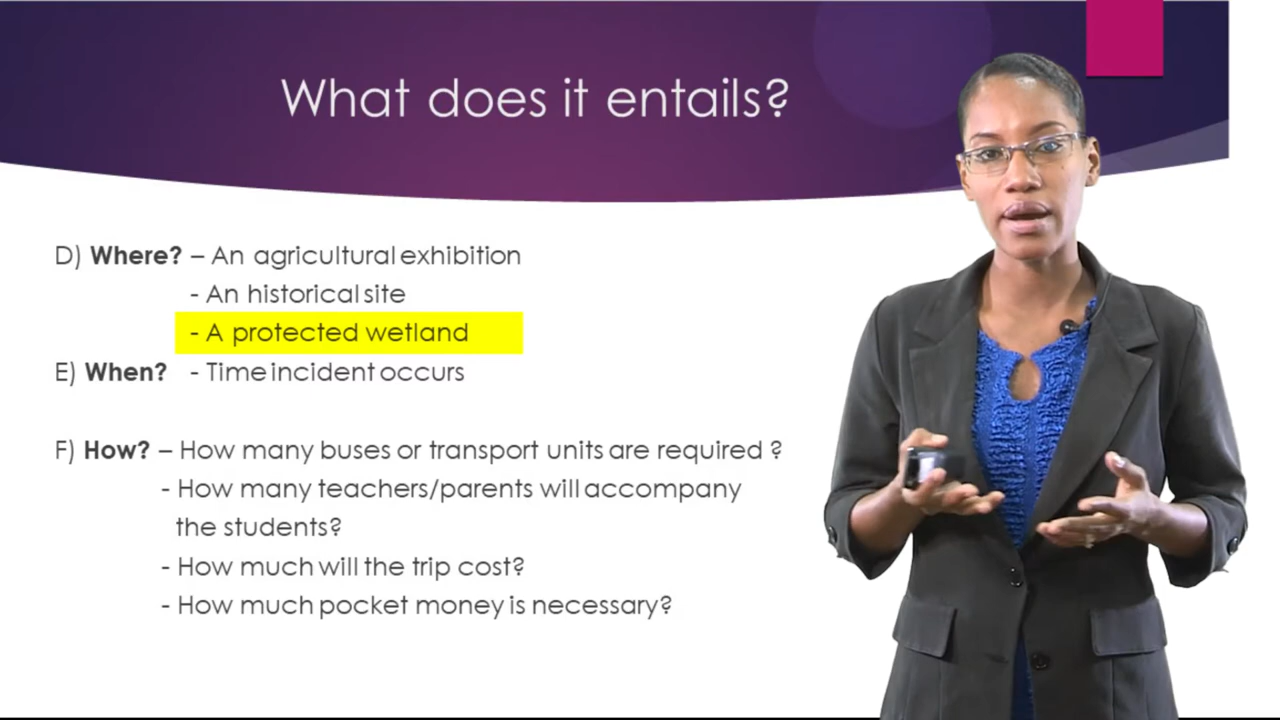 What does it entails?
D) Where? – An agricultural exhibition
- An historical site
- A protected wetland
E) When? - Time incident occurs
F) How? – How many buses or transport units are required ?
- How many teachers/parents will accompany
the students?
- How much will the trip cost?
- How much pocket money is necessary?